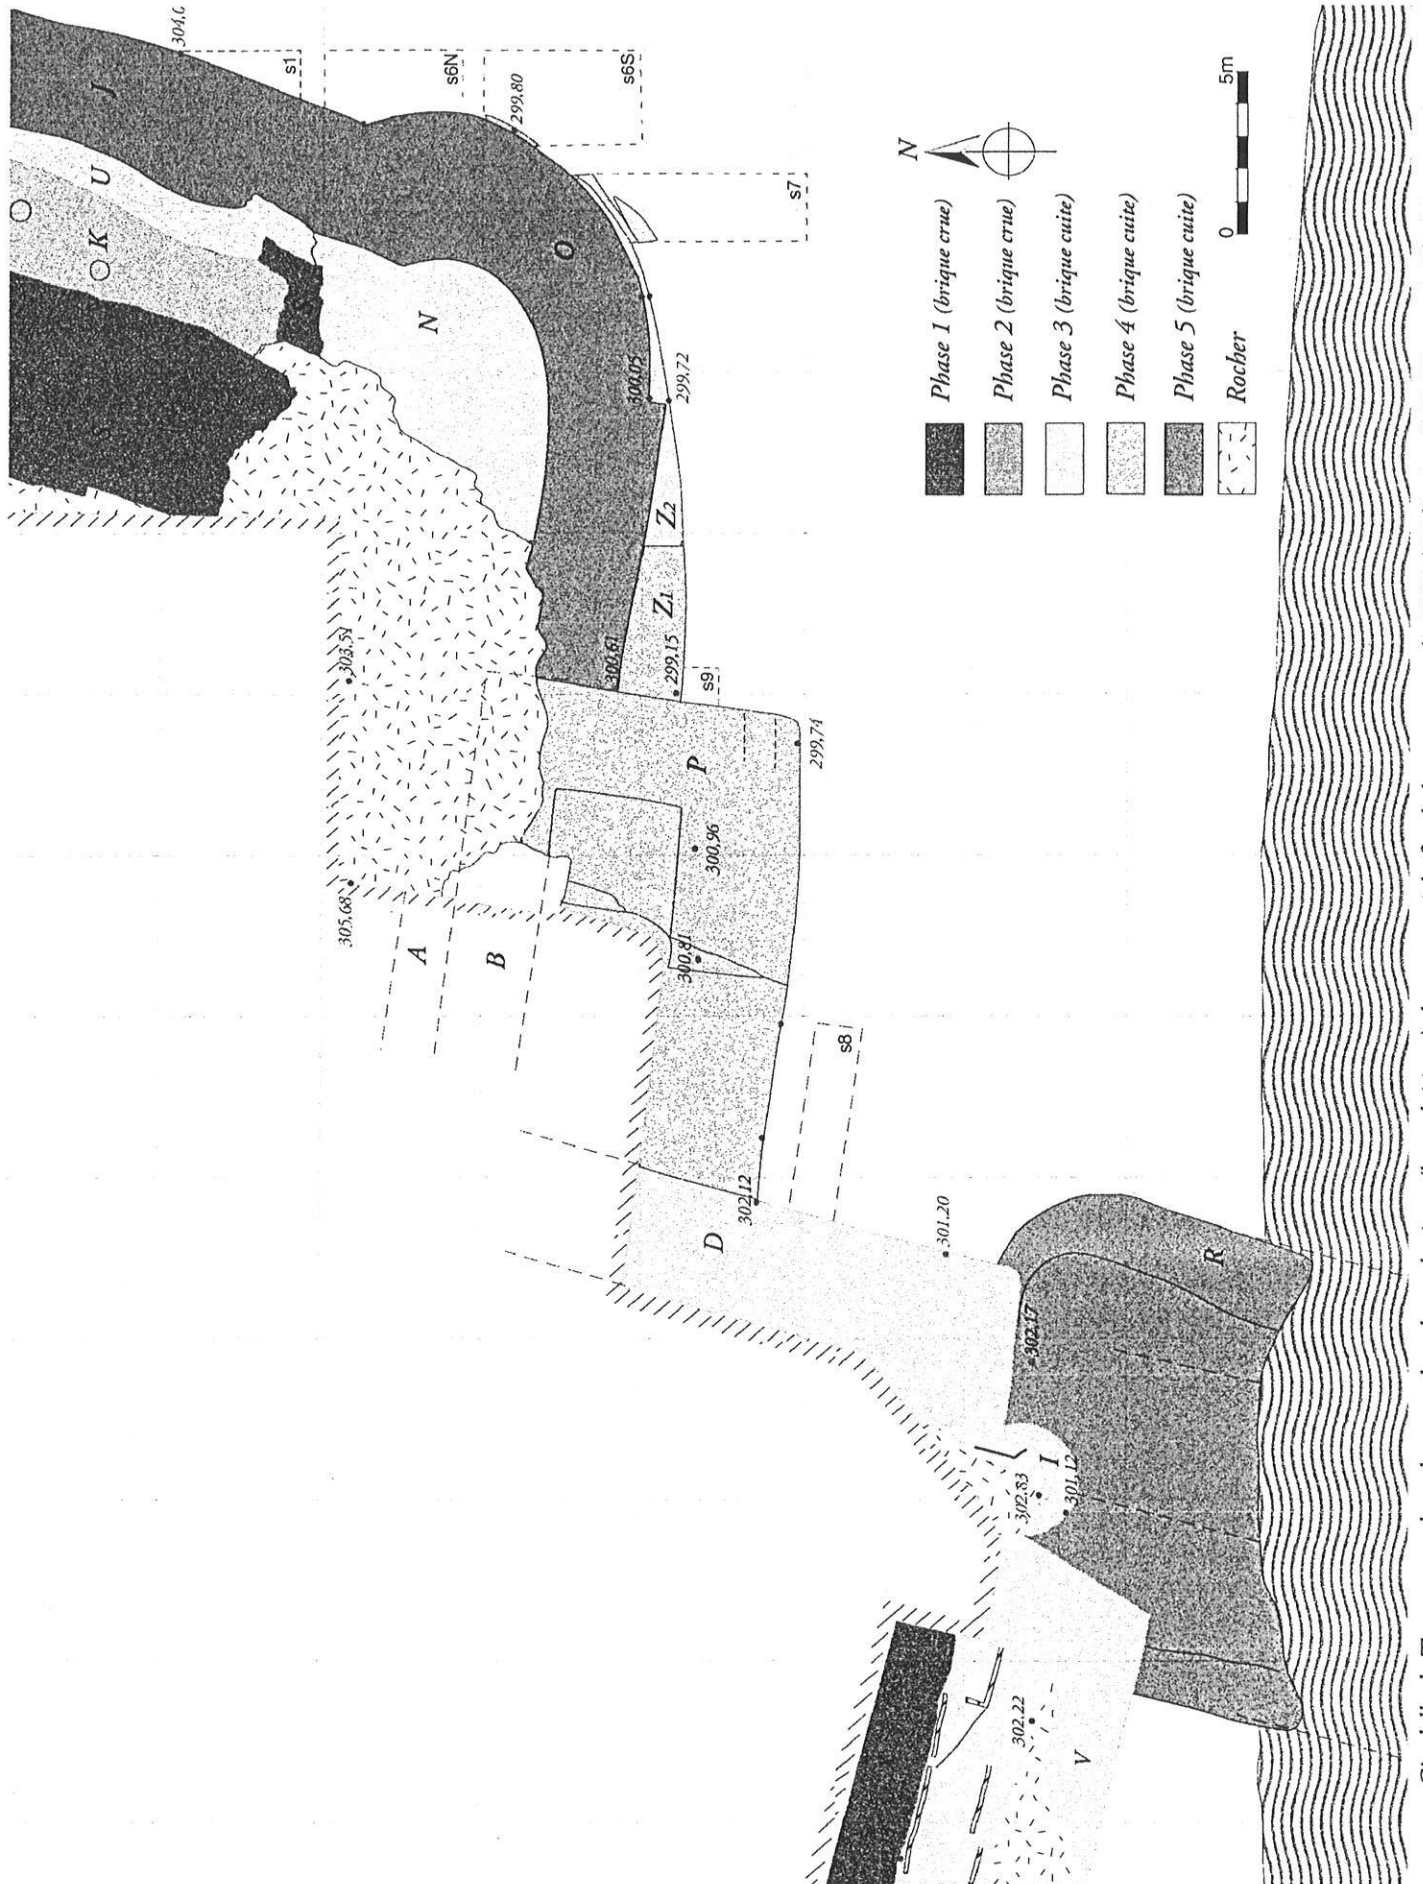 304,0
s1
s6N
299,80
s6S
s7
J
U
K
S
S
N
O
300,05
299,72
Z2
Z1
299,15
s9
300,61
303,51
305,68
A
B
P
299,74
300,96
300,81
s8
D
302,12
301,20
302,17
R
I
302,83
301,12
302,22
V
N
Phase 1 (brique crue)
Phase 2 (brique crue)
Phase 3 (brique cuite)
Phase 4 (brique cuite)
Phase 5 (brique cuite)
Rocher
0
5m